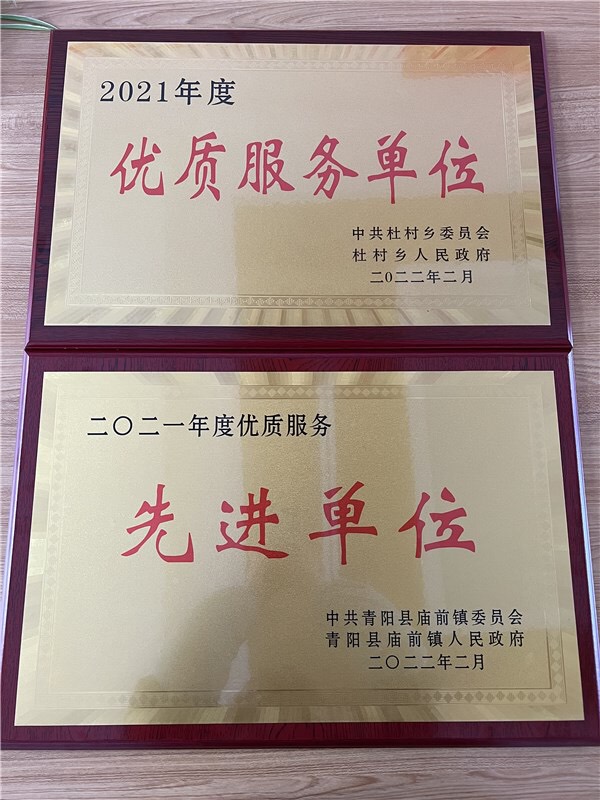 2021年度
优质服务单位
中共杜村乡委员会
杜村乡人民政府
二0二二年二月
二〇二一年度优质服务
先进单位
中共青阳县庙前镇委员会
青阳县庙前镇人民政府
二〇二二年二月